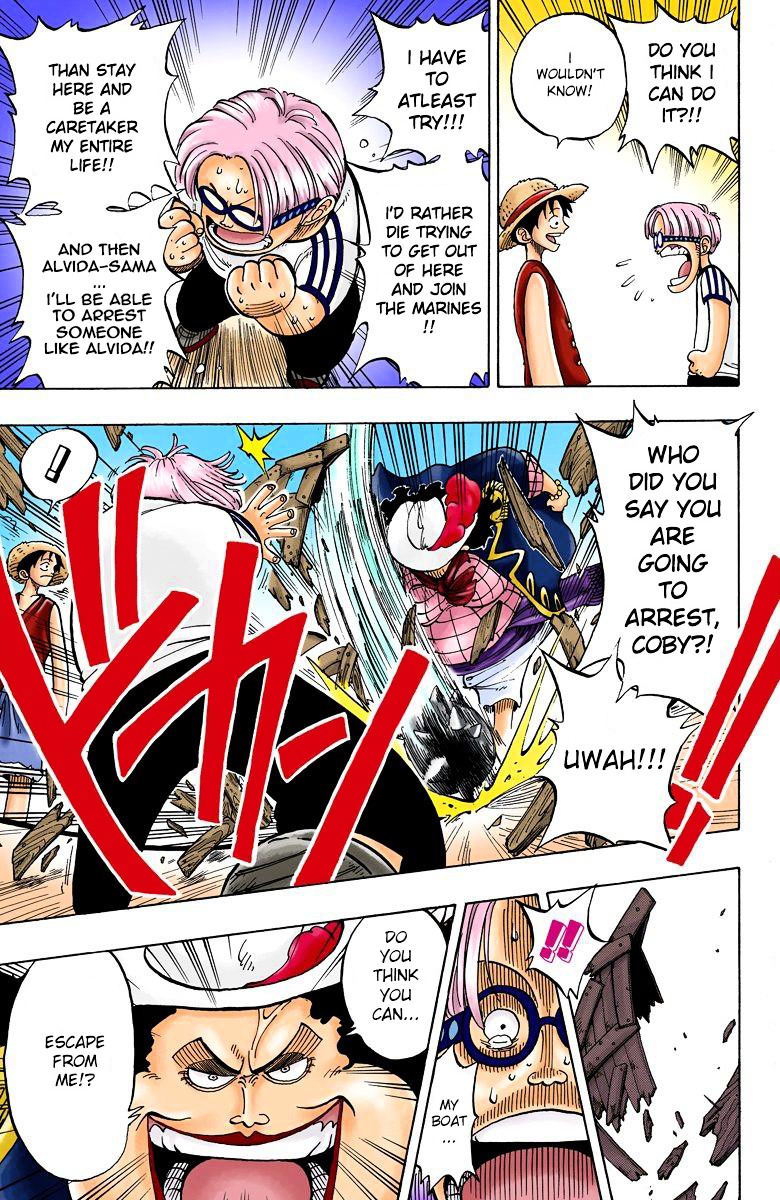 DO YOU
THINK I
CAN DO
IT?!!
I
WOULDN'T
KNOW!
I HAVE
TO
ATLEAST
TRY!!!
I'D RATHER
DIE TRYING
TO GET OUT
OF HERE
AND JOIN
THE MARINES
!!
THAN STAY
HERE AND
BE A
CARETAKER
MY ENTIRE
LIFE!!
AND THEN
ALVIDA-SAMA
...
I'LL BE ABLE
TO ARREST
SOMEONE
LIKE ALVIDA!!
WHO
DID YOU
SAY YOU
ARE
GOING
TO
ARREST,
COBY?!
UWAH!!!
!
ドカーン!!
!!
MY
BOAT
...
DO
YOU
THINK
YOU
CAN...
ESCAPE
FROM
ME!?